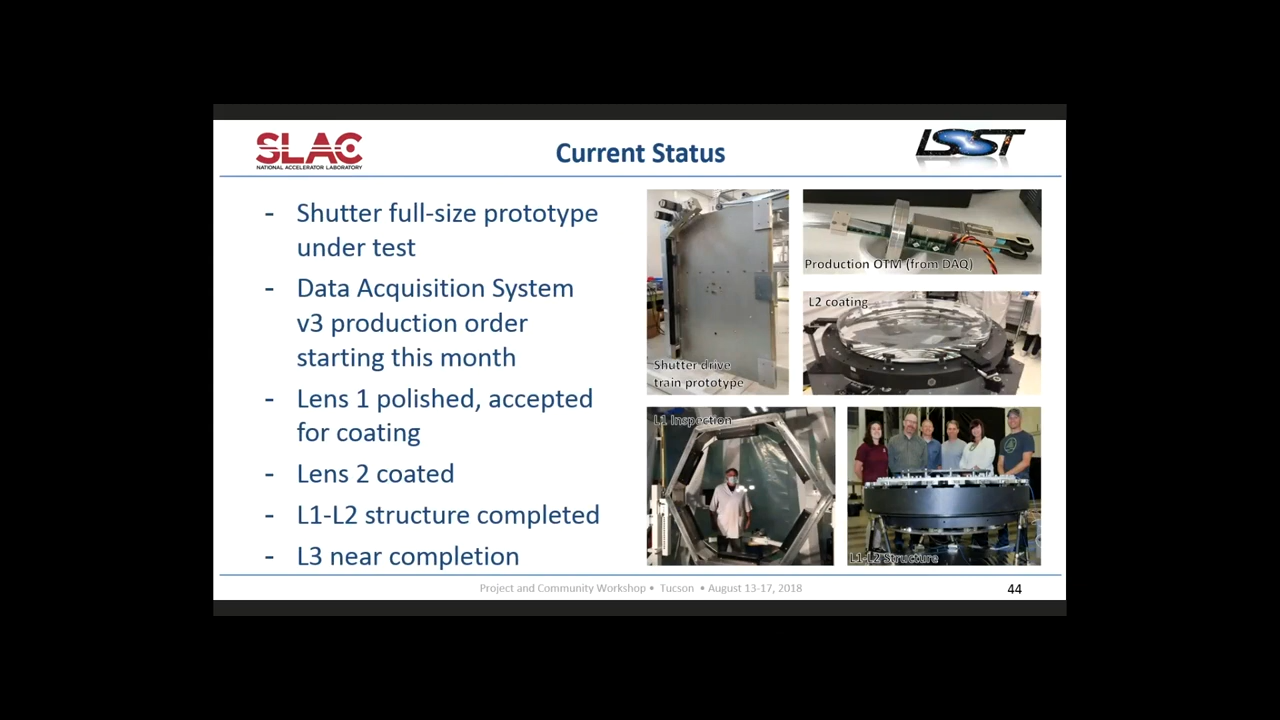 SLAC
NATIONAL ACCELERATOR LABORATORY
Current Status
LSST
- Shutter full-size prototype
under test
- Data Acquisition System
v3 production order
starting this month
- Lens 1 polished, accepted
for coating
- Lens 2 coated
- L1-L2 structure completed
- L3 near completion
Shutter drive
train prototype
Production OTM (from DAQ)
L2 coating
L1 Inspection
L1-L2 Structure
Project and Community Workshop • Tucson • August 13-17, 2018
44